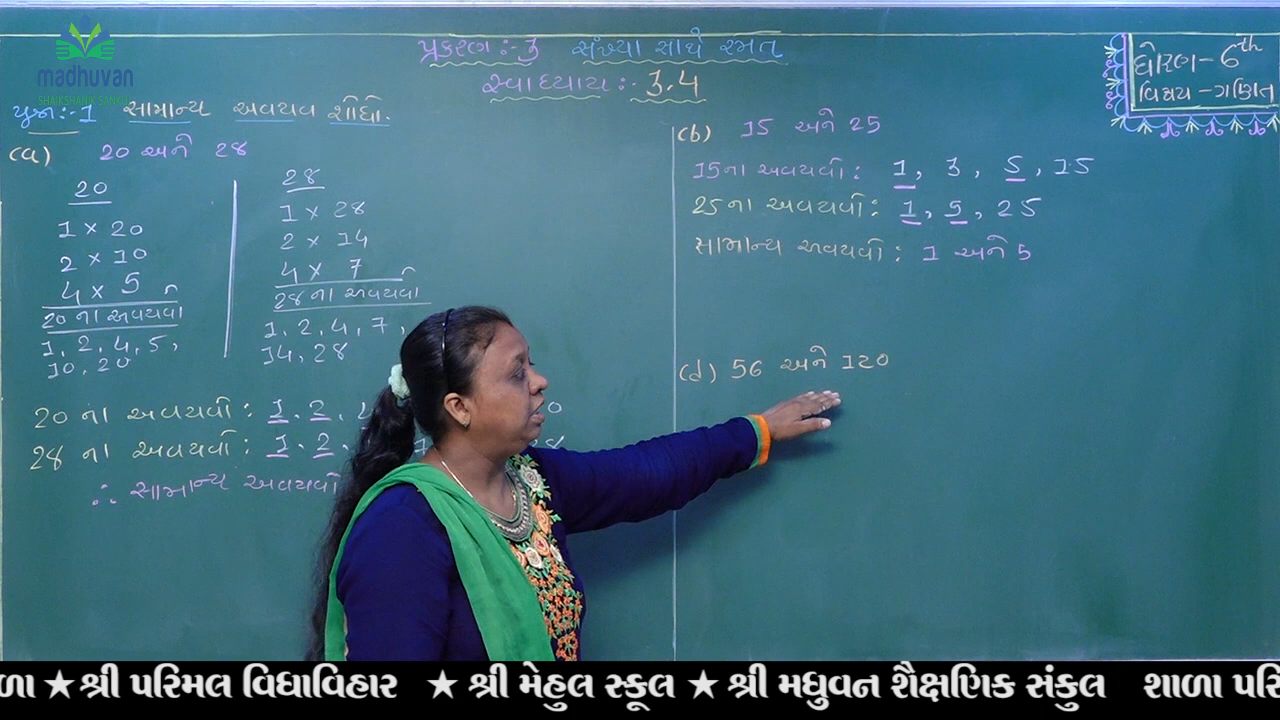 madhuvan
SHAIKSHANIK SANKUL
પ્રકરણ :- 3 સંખ્યા સાથે રમત
સ્વાધ્યાય :- 3.4
ધોરણ - 6th
વિષય - ગણિત
પ્રશ્ન :- 1 સામાન્ય અવયવ શોધો.
(a) 20 અને 28
20
1 × 20
2 × 10
4 × 5
20 ના અવયવો
1, 2, 4, 5,
10, 20
28
1 × 28
2 × 14
4 × 7
28 ના અવયવો
1, 2, 4, 7,
14, 28
20 ના અવયવો : 1, 2,
28 ના અવયવો : 1, 2,
∴ સામાન્ય અવયવો
(b) 15 અને 25
15ના અવયવો : 1, 3, 5, 15
25ના અવયવો : 1, 5, 25
સામાન્ય અવયવો : 1 અને 5
(d) 56 અને 120
ળા ★ શ્રી પરિમલ વિદ્યાવિહાર ★ શ્રી મેહુલ સ્કૂલ ★ શ્રી મધુવન શૈક્ષણિક સંકુલ શાળા પરિ